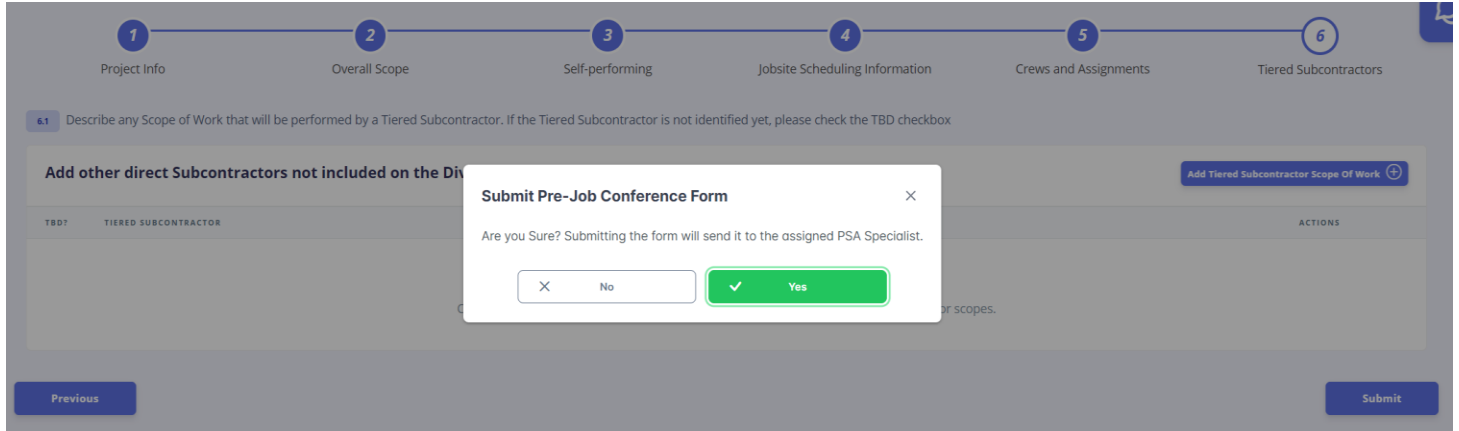 1
2
3
4
5
6
Project Info
Overall Scope
Self-performing
Jobsite Scheduling Information
Crews and Assignments
Tiered Subcontractors
6.1 Describe any Scope of Work that will be performed by a Tiered Subcontractor. If the Tiered Subcontractor is not identified yet, please check the TBD checkbox
Add other direct Subcontractors not included on the
Add Tiered Subcontractor Scope Of Work
TBD?
TIERED SUBCONTRACTOR
ACTIONS
Submit Pre-Job Conference Form
Are you Sure? Submitting the form will send it to the assigned PSA Specialist.
No
Yes
scopes.
Previous
Submit